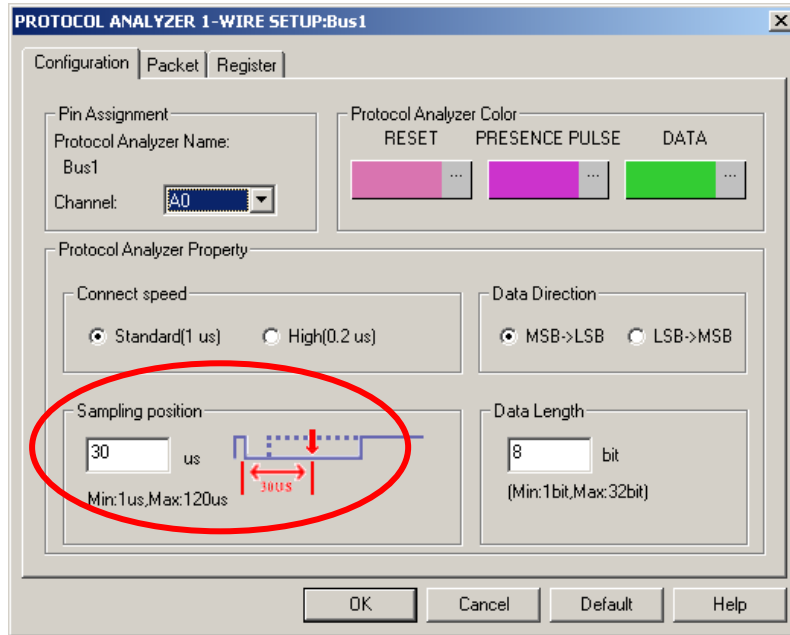 PROTOCOL ANALYZER 1-WIRE SETUP:Bus1
Configuration Packet Register
Pin Assignment
Protocol Analyzer Name:
Bus1
Channel: A0
Protocol Analyzer Color
RESET PRESENCE PULSE DATA
... ... ...
Protocol Analyzer Property
Connect speed
Standard(1 us) High(0.2 us)
Data Direction
MSB->LSB LSB->MSB
Sampling position
30 us
30US
Min:1us,Max:120us
Data Length
8 bit
(Min:1bit,Max:32bit)
OK Cancel Default Help